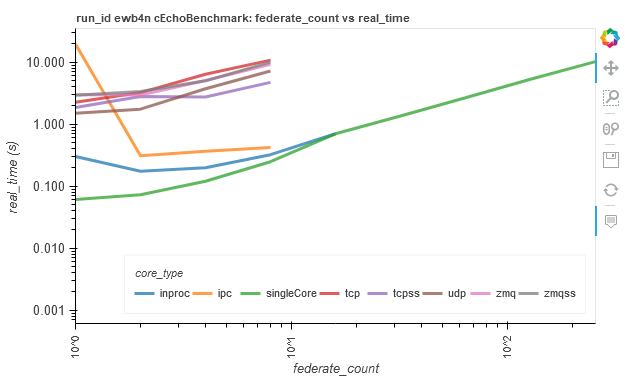 run_id ewb4n cEchoBenchmark: federate_count vs real_time
10.000
1.000
0.100
0.010
0.001
real_time (s)
core_type
inproc ipc singleCore tcp tcpss udp zmq zmqss
10^0 10^1 10^2
federate_count